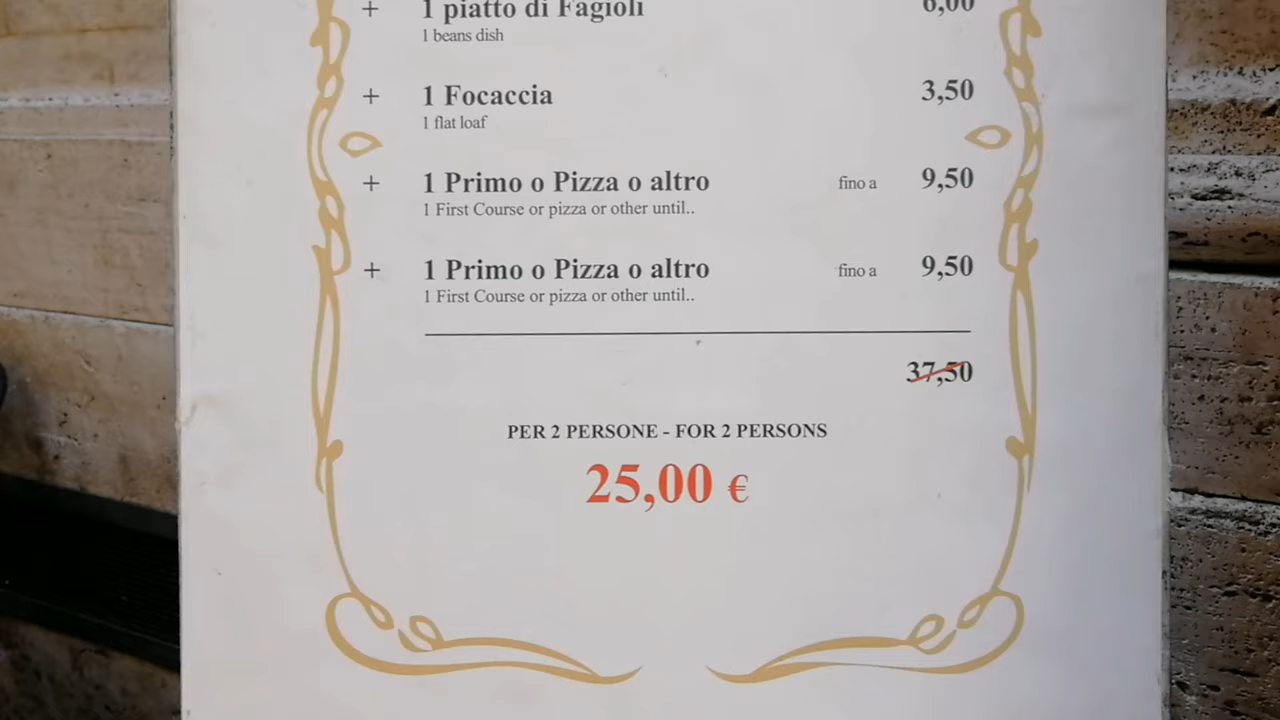 + 1 piatto di Fagioli 6,00
1 beans dish
+ 1 Focaccia 3,50
1 flat loaf
+ 1 Primo o Pizza o altro fino a 9,50
1 First Course or pizza or other until..
+ 1 Primo o Pizza o altro fino a 9,50
1 First Course or pizza or other until..
37,50
PER 2 PERSONE - FOR 2 PERSONS
25,00 €